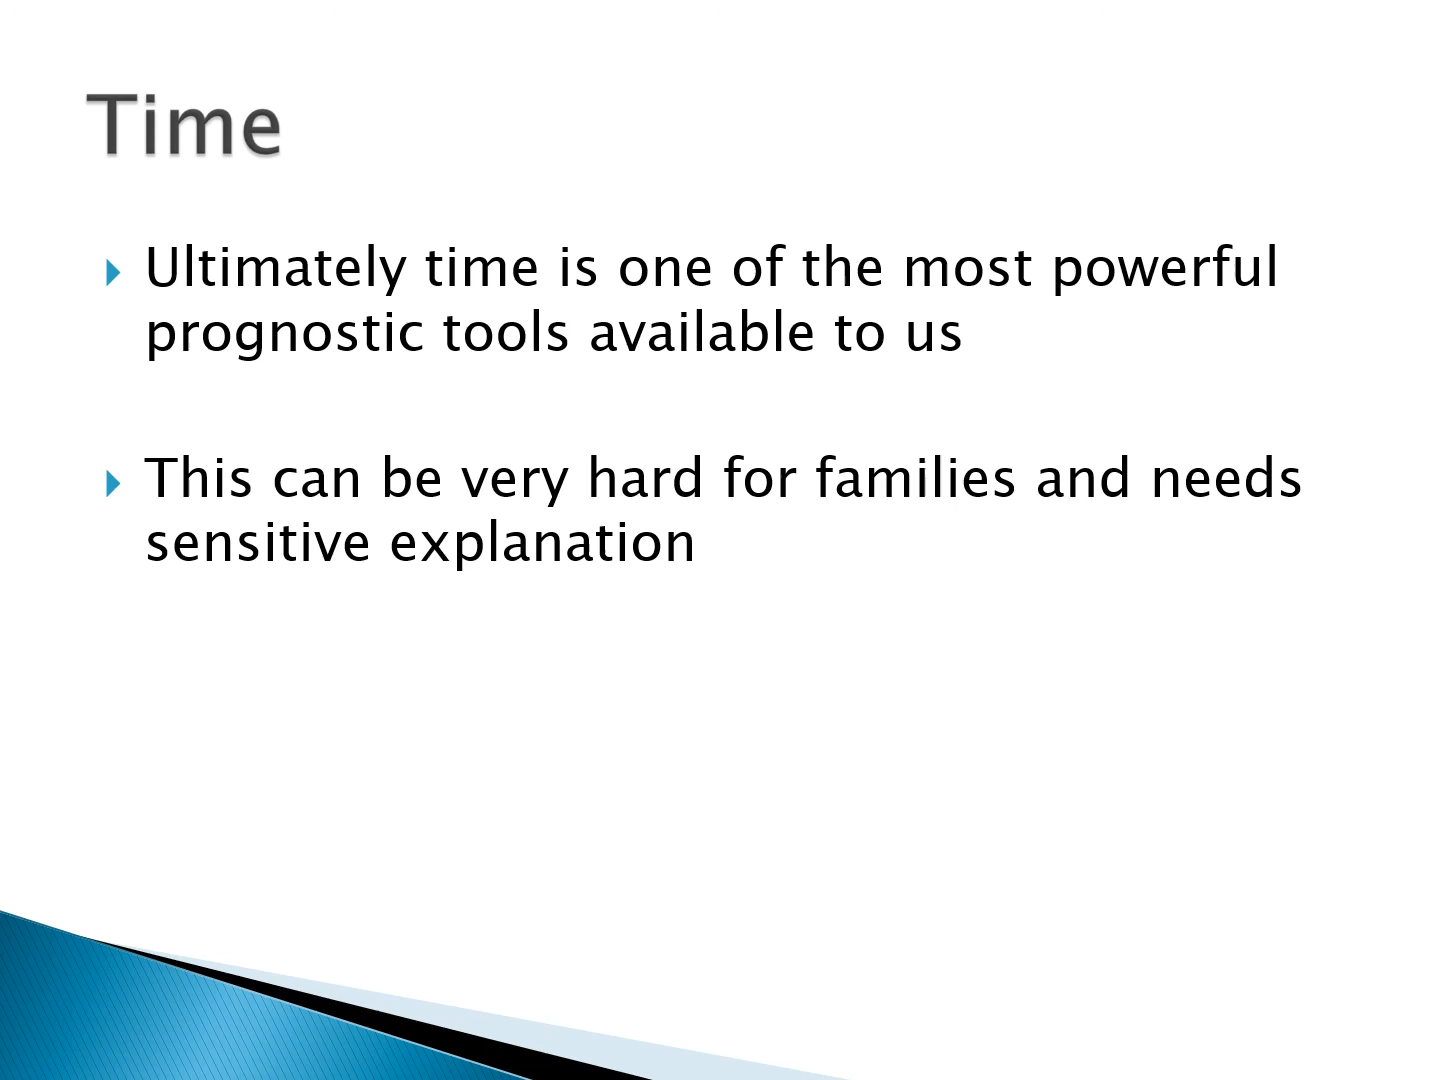 Time
Ultimately time is one of the most powerful
prognostic tools available to us
This can be very hard for families and needs
sensitive explanation